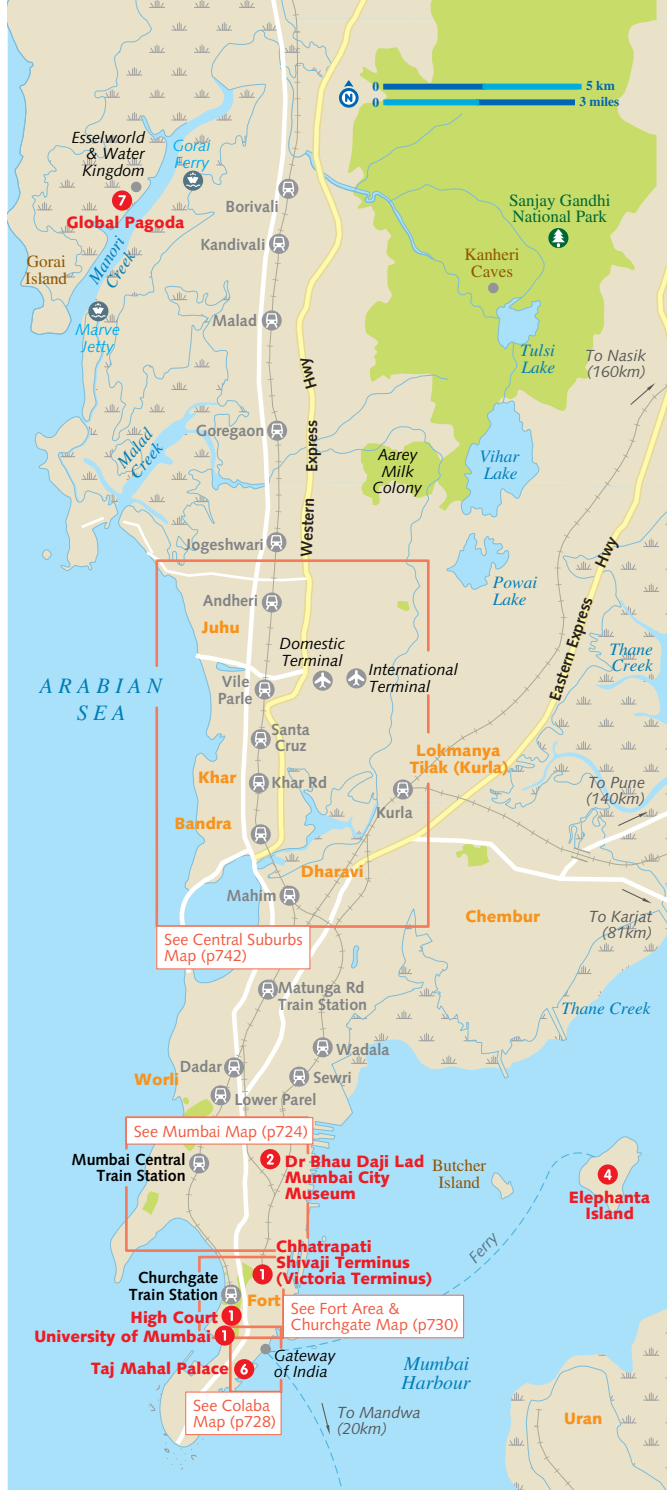 0
5 km
N
0
3 miles
Esselworld
& Water
Kingdom
Gorai
Ferry
7
Global Pagoda
Borivali
Sanjay Gandhi
National Park
Kandivali
Kanheri
Caves
Gorai
Island
Manori
Creek
Marve
Jetty
Malad
Tulsi
Lake
To Nasik
(160km)
Western Express Hwy
Goregaon
Malad
Creek
Aarey
Milk
Colony
Vihar
Lake
Jogeshwari
Powai
Lake
Eastern Express Hwy
Andheri
Juhu
Domestic
Terminal
International
Terminal
Thane
Creek
ARABIAN
SEA
Vile
Parle
Santa
Cruz
Lokmanya
Tilak (Kurla)
Khar
Khar Rd
Kurla
To Pune
(140km)
Bandra
Dharavi
Mahim
Chembur
To Karjat
(81km)
See Central Suburbs
Map (p742)
Matunga Rd
Train Station
Thane Creek
Wadala
Dadar
Worli
Sewri
Lower Parel
See Mumbai Map (p724)
Mumbai Central
Train Station
2
Dr Bhau Daji Lad
Mumbai City
Museum
Butcher
Island
4
Elephanta
Island
Ferry
Chhatrapati
Shivaji Terminus
(Victoria Terminus)
1
Churchgate
Train Station
Fort
See Fort Area &
Churchgate Map (p730)
High Court
1
University of Mumbai
1
Gateway
of India
Taj Mahal Palace
6
Mumbai
Harbour
See Colaba
Map (p728)
To Mandwa
(20km)
Uran